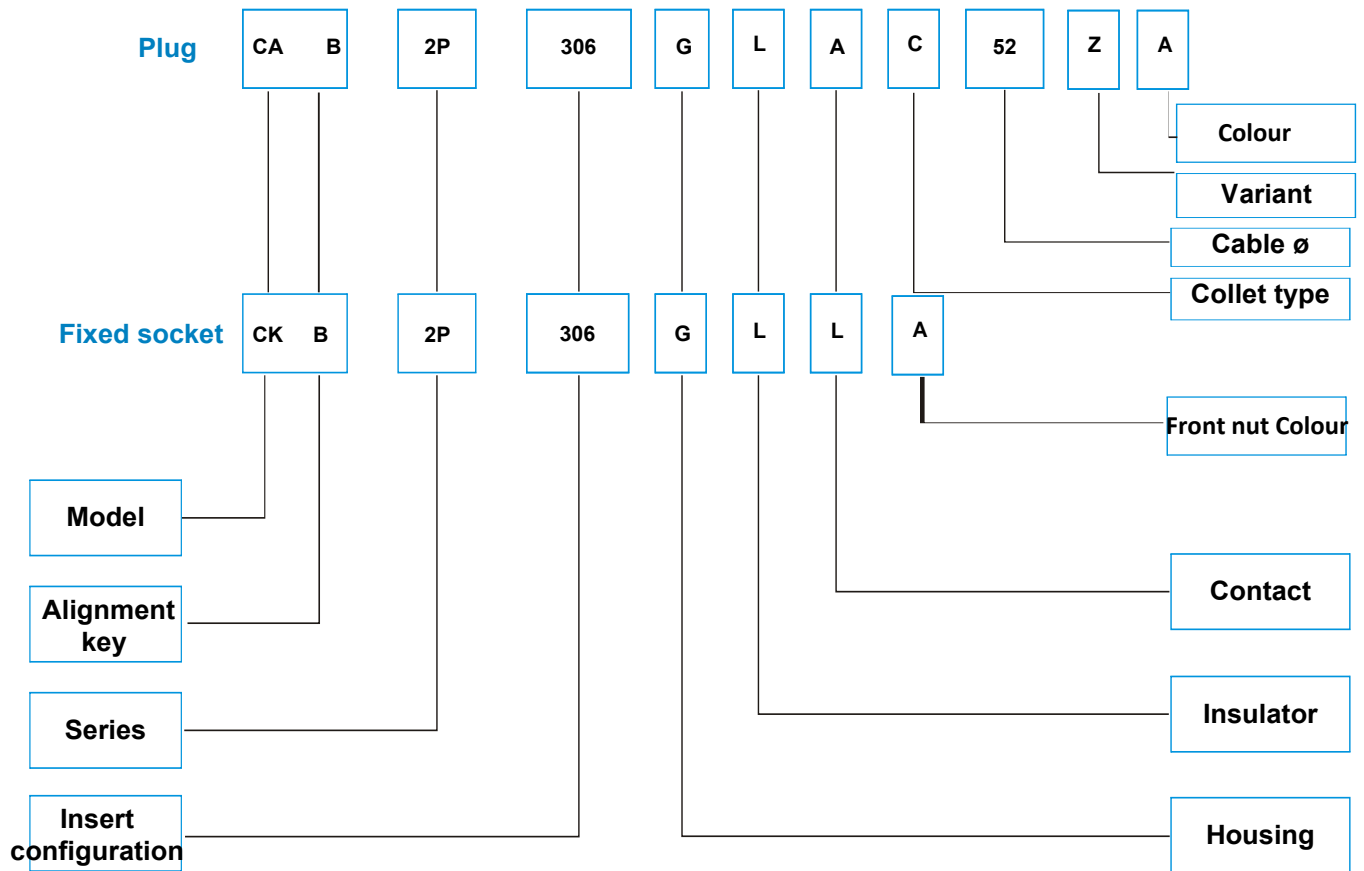 Plug CA B 2P 306 G L A C 52 Z A
Colour
Variant
Cable ø
Collet type
Fixed socket CK B 2P 306 G L L A
Front nut Colour
Model
Contact
Alignment
key
Insulator
Series
Insert
configuration
Housing